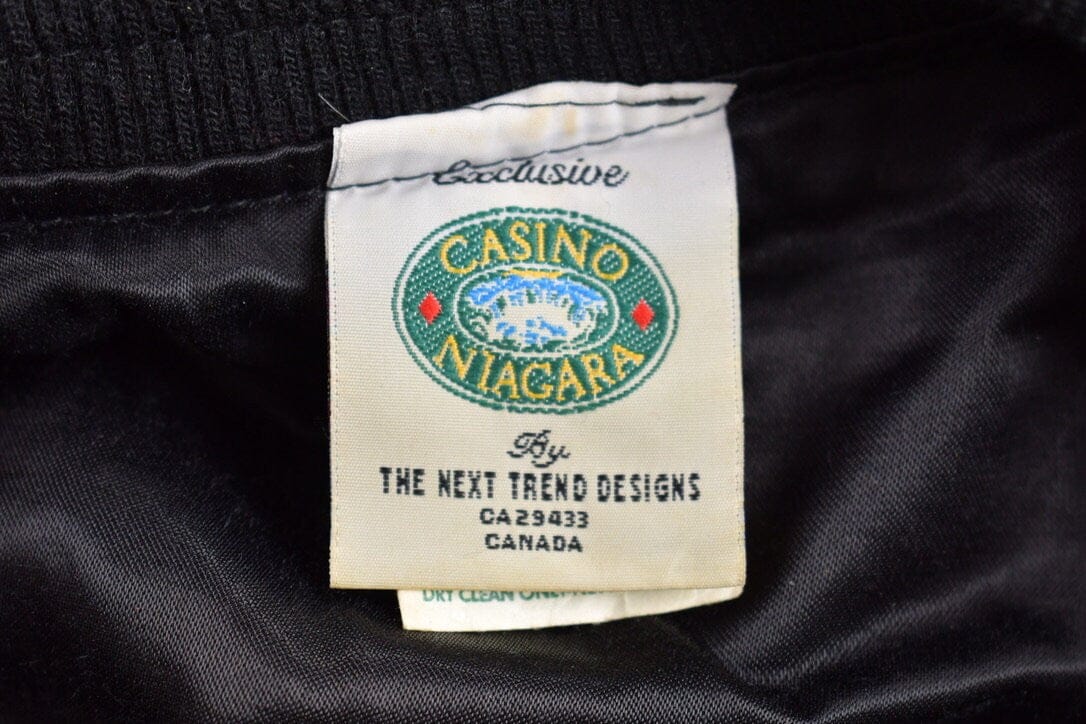 Exclusive
CASINO
NIAGARA
By
THE NEXT TREND DESIGNS
CA29433
CANADA
DRY CLEAN ONLY